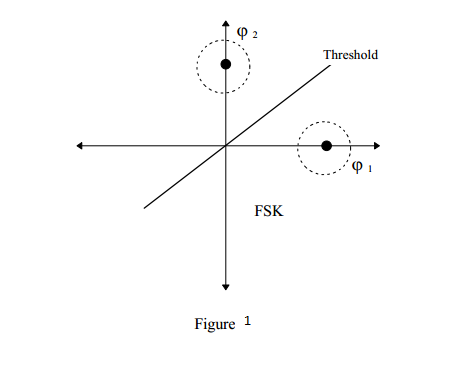 φ 2
Threshold
φ 1
FSK
Figure 1